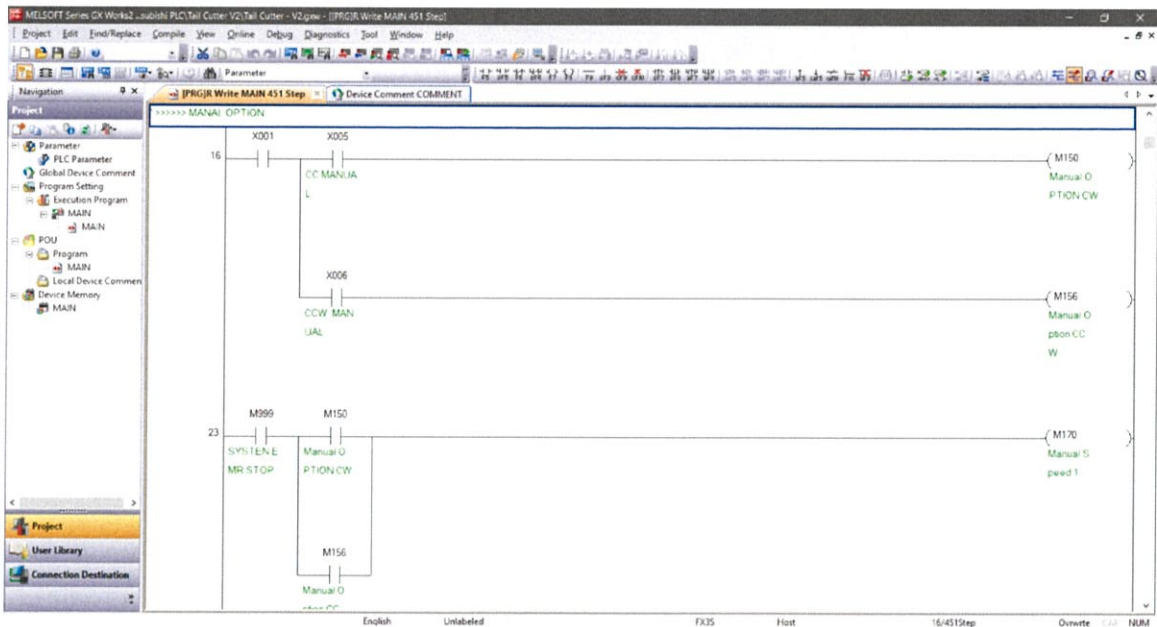 MELSOFT Series GX Works2 ...subishi PLC\Tail Cutter V2\Tail Cutter - V2.gxw - [[PRG]R Write MAIN 451 Step]
Project Edit Find/Replace Compile View Online Debug Diagnostics Tool Window Help
Parameter
Navigation
[PRG]R Write MAIN 451 Step
Device Comment COMMENT
Project
Parameter
PLC Parameter
Global Device Comment
Program Setting
Execution Program
MAIN
MAIN
POU
Program
MAIN
Local Device Commen
Device Memory
MAIN
Project
User Library
Connection Destination
>>>>>> MANAL OPTION
X001 X005
16
M150
CC MANUA
L
Manual O
PTION CW
X006
M156
CCW MAN
UAL
Manual O
ption CC
W
M999 M150
23
M170
SYSTEN E
MR STOP
Manual O
PTION CW
Manual S
peed 1
M156
Manual O
English Unlabeled FX3S Host 16/451Step Ovrwrte CAP NUM